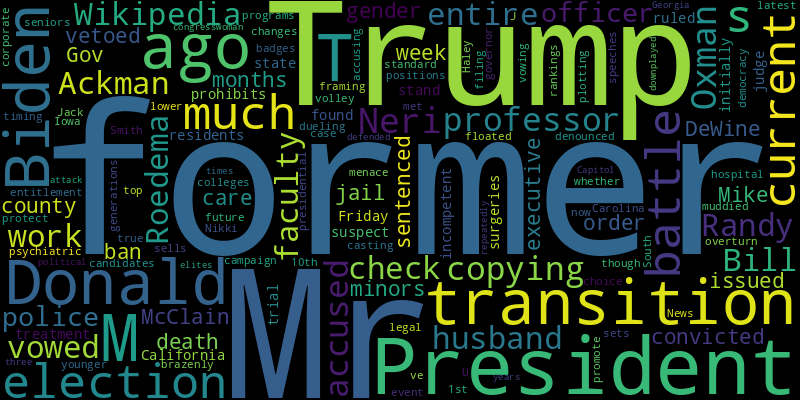 Wikipedia
Trump
gender
entire
officer
J
Georgia
latest
corporate
seniors
vetoed
congresswoman
programs
changes
ruled
s
Gov
ago
badges
state
T
accusing
week
Haley
governor
rankings
speeches
downplayed
Oxman
current
Biden
Ackman
months
framing
standard
positions
filing
vowing
plotting
initially
democracy
judge
Jack
lower
prohibits
volley
stand
timing
Iowa
much
found
met
Neri
professor
DeWine
Smith
residents
dueling
case
defended
floated
denounced
former
Roedema
faculty
presidential
sentenced
incompetent
repeatedly
surgeries
executive
battle
attack
generations
times
menace
Capitol
hospital
entitlement
top
colleges
jail
whether
Mike
county
care
Friday
now
Carolina
muddied
protect
future
suspect
order
Randy
work
true
Nikki
casting
South
overturn
psychiatric
ban
sells
though
Bill
candidates
political
elites
campaign
10th
check
copying
choice
issued
Donald
Mr
trial
accused
minors
transition
News
police
M
McClain
legal
husband
sets
convicted
treatment
death
vowed
California
President
promote
three
younger
brazenly
ve
U
years
election
event
1st